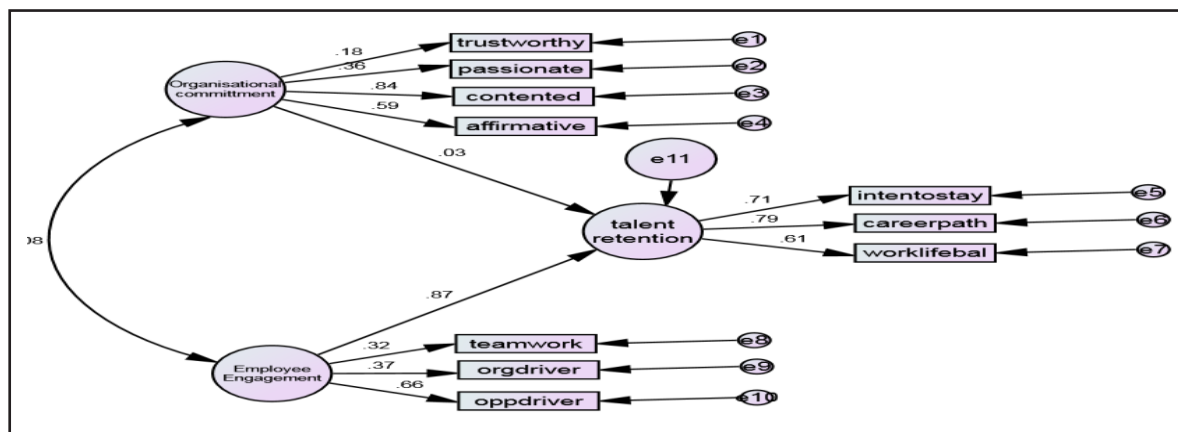 e1
trustworthy
.18
e2
Organisational
committment
.36
passionate
.84
contented
e3
.59
affirmative
e4
.03
e11
.71
intentostay
e5
talent
retention
.79
careerpath
e6
.61
worklifebal
e7
08
.87
.32
teamwork
e8
Employee
Engagement
.37
orgdriver
e9
.66
oppdriver
e10